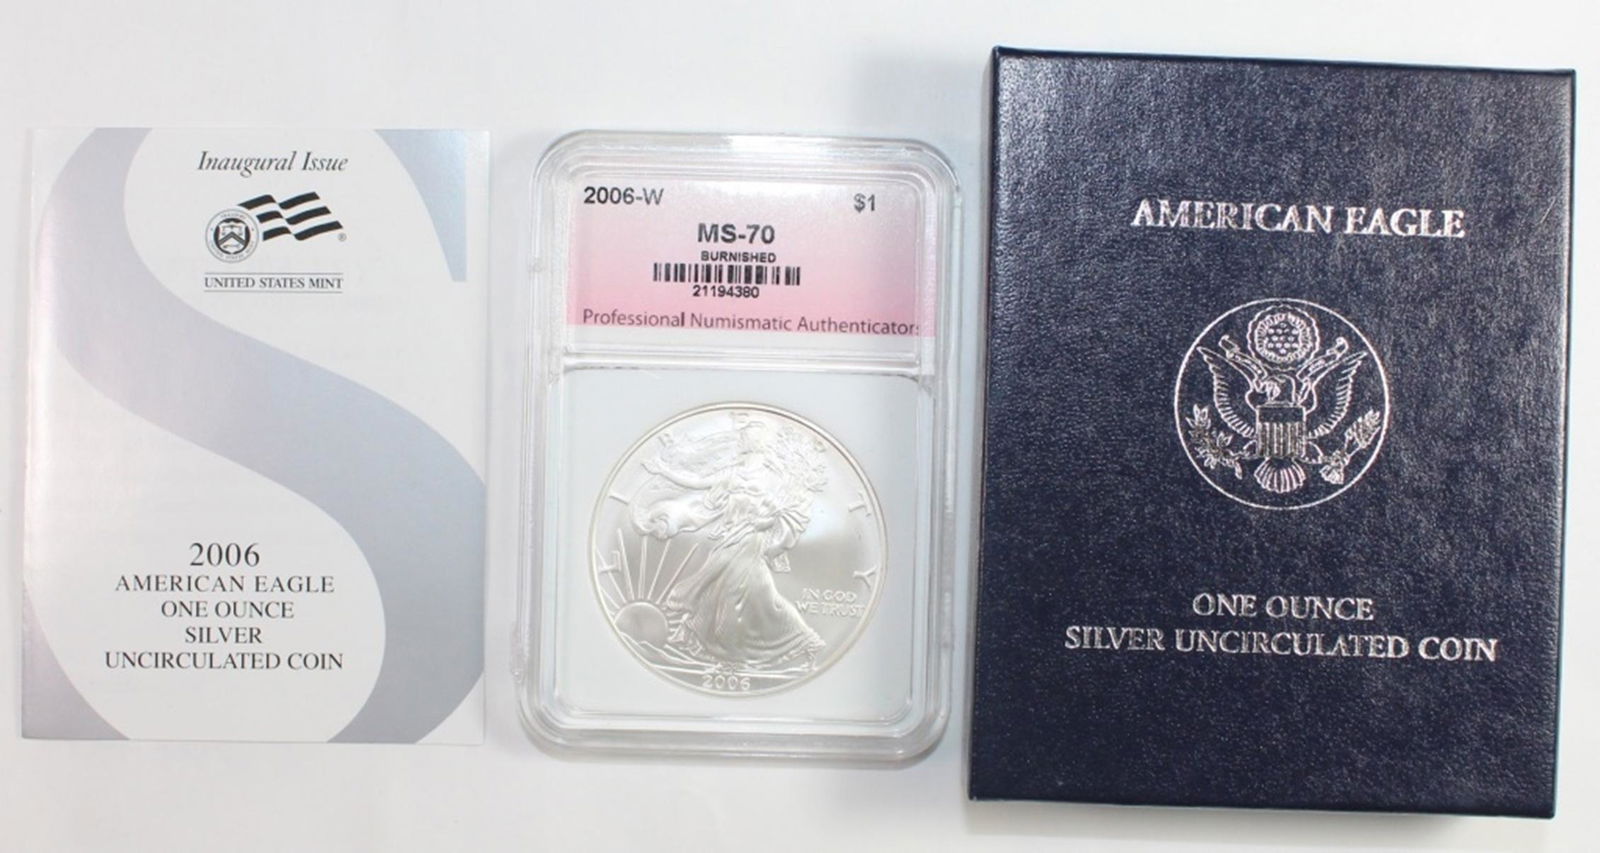 Inaugural Issue
UNITED STATES MINT
2006
AMERICAN EAGLE
ONE OUNCE
SILVER
UNCIRCULATED COIN
2006-W $1
MS-70
BURNISHED
21194380
Professional Numismatic Authenticators
LIBERTY
IN GOD
WE TRUST
2006
AMERICAN EAGLE
ONE OUNCE
SILVER UNCIRCULATED COIN